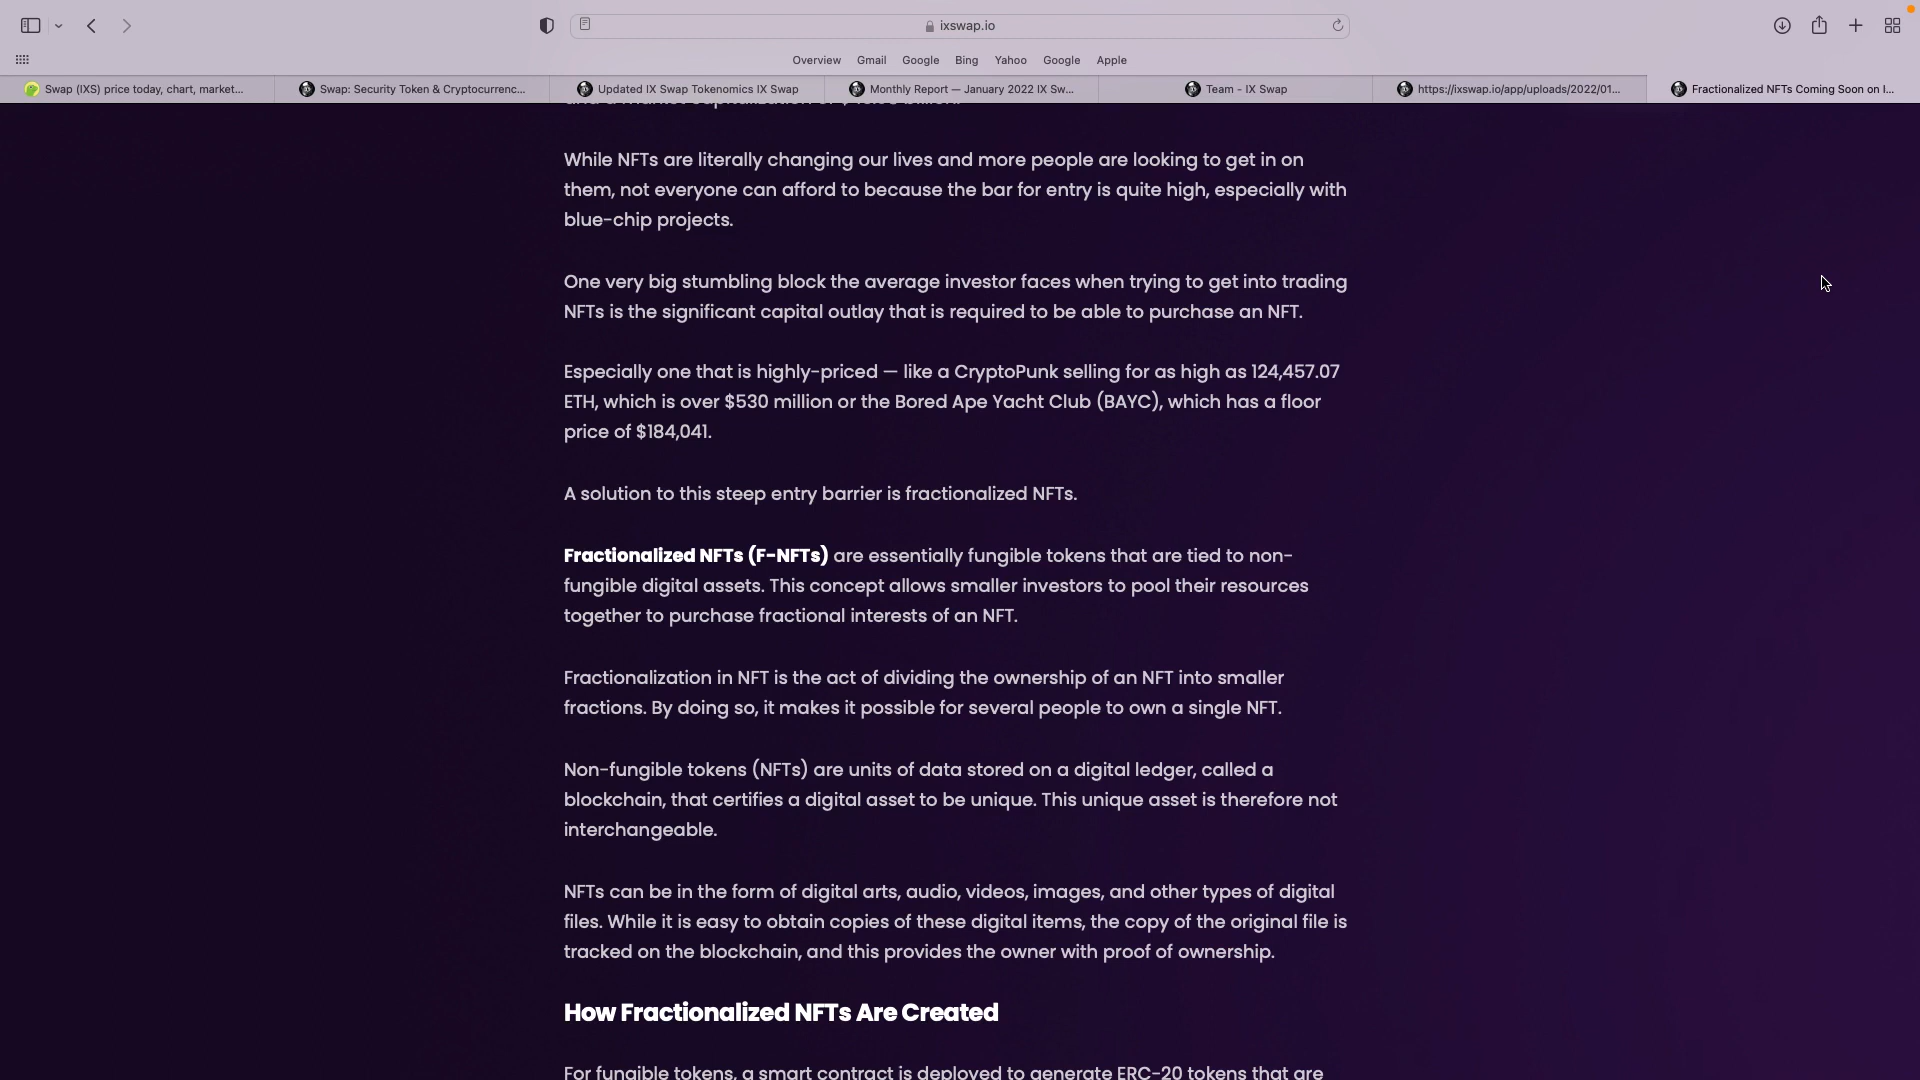 ixswap.io
Overview Gmail Google Bing Yahoo Google Apple
Swap (IXS) price today, chart, market...
Swap: Security Token & Cryptocurrenc...
Updated IX Swap Tokenomics IX Swap
Monthly Report — January 2022 IX Sw...
Team - IX Swap
https://ixswap.io/app/uploads/2022/01...
Fractionalized NFTs Coming Soon on I...
While NFTs are literally changing our lives and more people are looking to get in on
them, not everyone can afford to because the bar for entry is quite high, especially with
blue-chip projects.
One very big stumbling block the average investor faces when trying to get into trading
NFTs is the significant capital outlay that is required to be able to purchase an NFT.
Especially one that is highly-priced — like a CryptoPunk selling for as high as 124,457.07
ETH, which is over $530 million or the Bored Ape Yacht Club (BAYC), which has a floor
price of $184,041.
A solution to this steep entry barrier is fractionalized NFTs.
Fractionalized NFTs (F-NFTs) are essentially fungible tokens that are tied to non-
fungible digital assets. This concept allows smaller investors to pool their resources
together to purchase fractional interests of an NFT.
Fractionalization in NFT is the act of dividing the ownership of an NFT into smaller
fractions. By doing so, it makes it possible for several people to own a single NFT.
Non-fungible tokens (NFTs) are units of data stored on a digital ledger, called a
blockchain, that certifies a digital asset to be unique. This unique asset is therefore not
interchangeable.
NFTs can be in the form of digital arts, audio, videos, images, and other types of digital
files. While it is easy to obtain copies of these digital items, the copy of the original file is
tracked on the blockchain, and this provides the owner with proof of ownership.
How Fractionalized NFTs Are Created
For fungible tokens, a smart contract is deployed to generate ERC-20 tokens that are